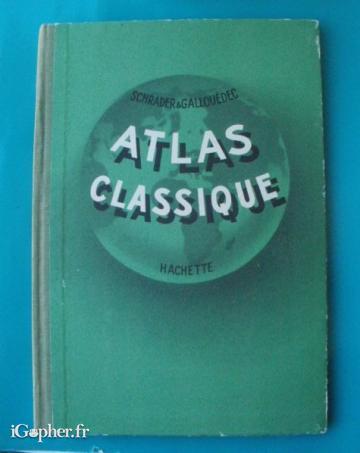 SCHRADER & GALLOUÉDEC
ATLAS
CLASSIQUE
HACHETTE
iGopher.fr